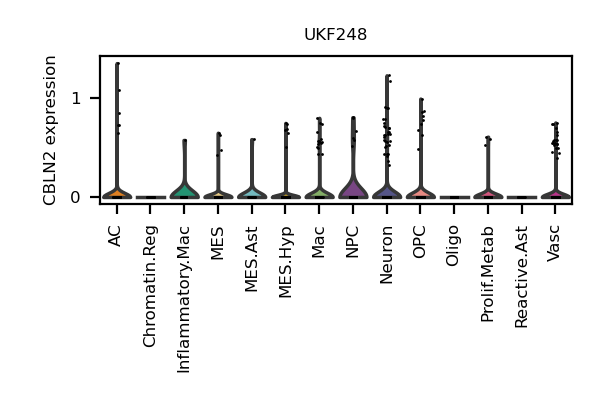 UKF248
CBLN2 expression
1
0
AC
Chromatin.Reg
Inflammatory.Mac
MES
MES.Ast
MES.Hyp
Mac
NPC
Neuron
OPC
Oligo
Prolif.Metab
Reactive.Ast
Vasc